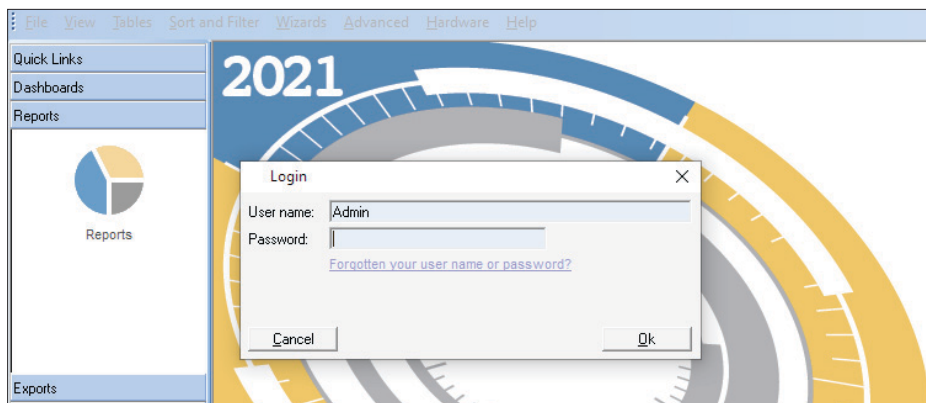 File View Tables Sort and Filter Wizards Advanced Hardware Help
Quick Links
Dashboards
Reports
Reports
Exports
2021
Login
User name: Admin
Password:
Forgotten your user name or password?
Cancel Ok